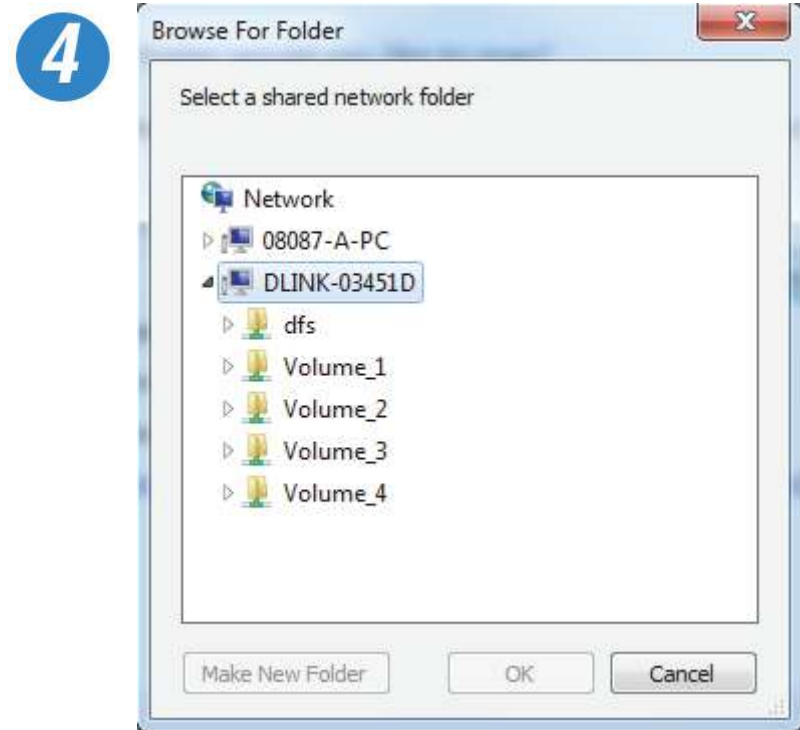 4
Browse For Folder
Select a shared network folder
Network
08087-A-PC
DLINK-03451D
dfs
Volume_1
Volume_2
Volume_3
Volume_4
Make New Folder OK Cancel